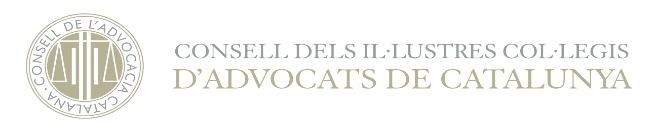 CONSELL DE L'ADVOCACIA CATALANA
CONSELL DELS IL·LUSTRES COL·LEGIS
D'ADVOCATS DE CATALUNYA